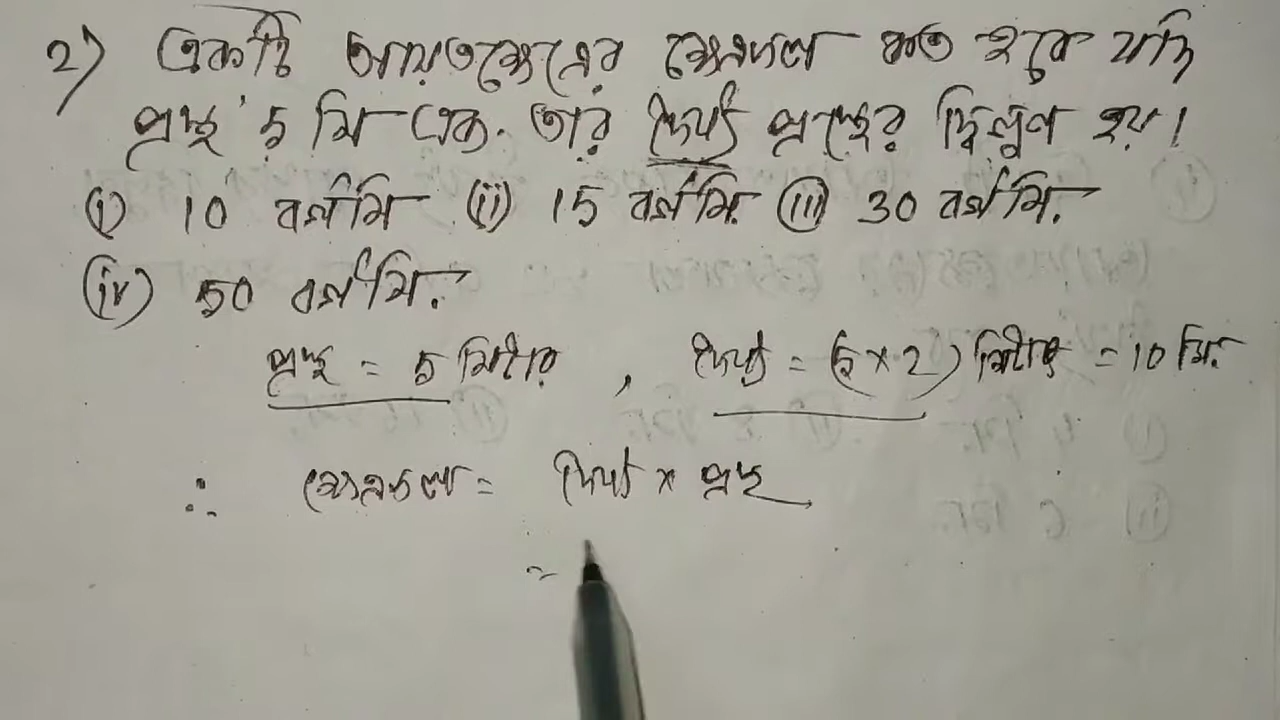 2) একটি আয়তক্ষেত্রের ক্ষেত্রফল কত হবে যদি
প্রস্থ 5 মি এবং তার দৈর্ঘ্য প্রস্থের দ্বিগুণ হয়।
(i) 10 বর্গমি (ii) 15 বর্গমি. (iii) 30 বর্গমি.
(iv) 50 বর্গমি.
প্রস্থ = 5 মিটার , দৈর্ঘ্য = (5 × 2) মিটার = 10 মি.
∴ ক্ষেত্রফল = দৈর্ঘ্য × প্রস্থ
=